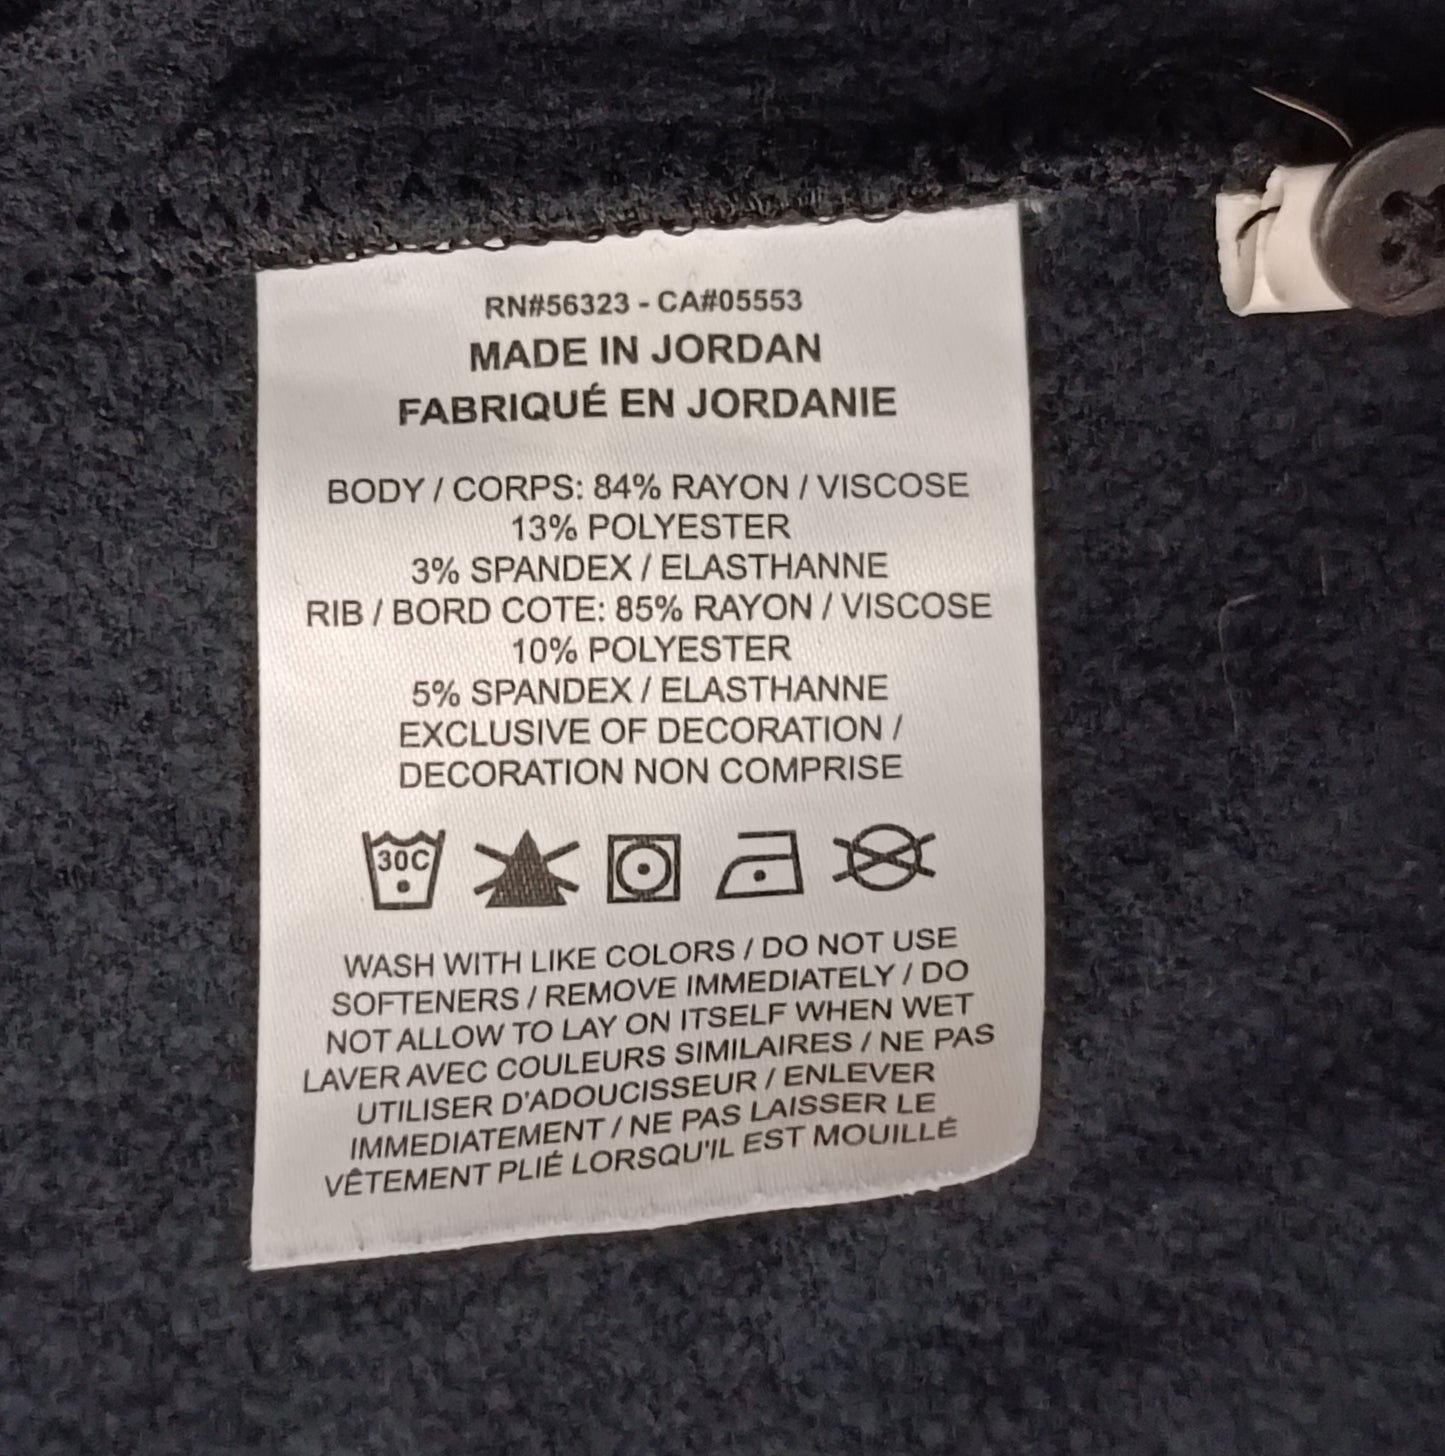 RN#56323 - CA#05553
MADE IN JORDAN
FABRIQUÉ EN JORDANIE
BODY / CORPS: 84% RAYON / VISCOSE
13% POLYESTER
3% SPANDEX / ELASTHANNE
RIB / BORD COTE: 85% RAYON / VISCOSE
10% POLYESTER
5% SPANDEX / ELASTHANNE
EXCLUSIVE OF DECORATION /
DECORATION NON COMPRISE
30C
WASH WITH LIKE COLORS / DO NOT USE
SOFTENERS / REMOVE IMMEDIATELY / DO
NOT ALLOW TO LAY ON ITSELF WHEN WET
LAVER AVEC COULEURS SIMILAIRES / NE PAS
UTILISER D'ADOUCISSEUR / ENLEVER
IMMEDIATEMENT / NE PAS LAISSER LE
VÊTEMENT PLIÉ LORSQU'IL EST MOUILLÉ